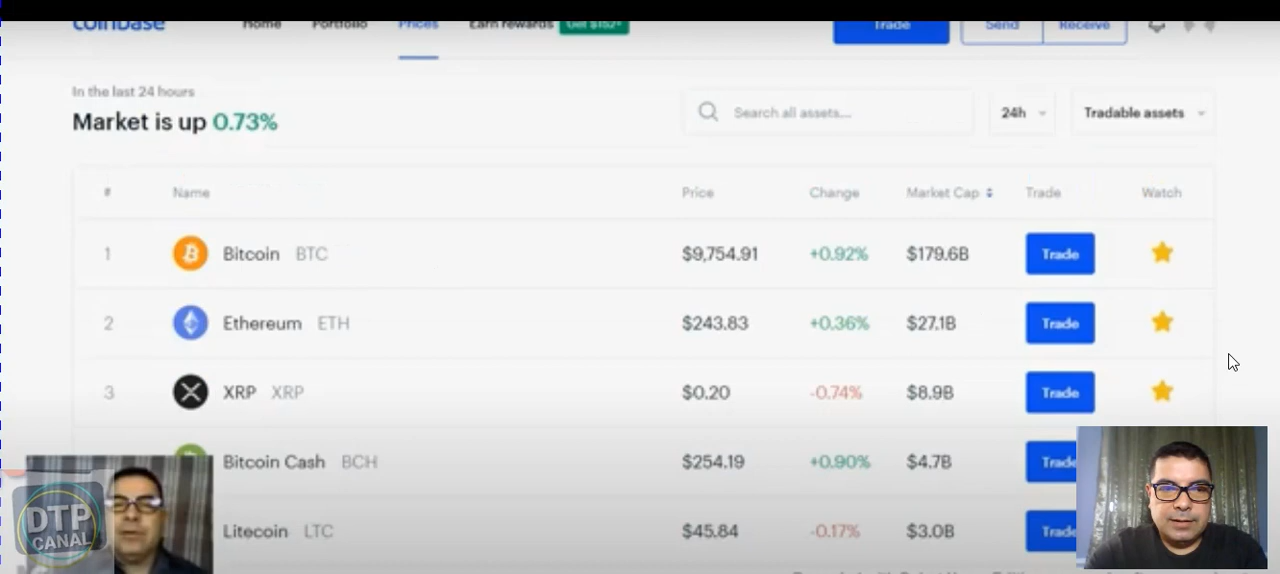 coinbase Home Portfolio Prices Earn rewards Get $152+ Trade Send Receive
In the last 24 hours
Market is up 0.73%
Search all assets... 24h Tradable assets
# Name Price Change Market Cap Trade Watch
1 Bitcoin BTC $9,754.91 +0.92% $179.6B Trade
2 Ethereum ETH $243.83 +0.36% $27.1B Trade
3 XRP XRP $0.20 -0.74% $8.9B Trade
Bitcoin Cash BCH $254.19 +0.90% $4.7B Trade
Litecoin LTC $45.84 -0.17% $3.0B Trade
DTP
CANAL